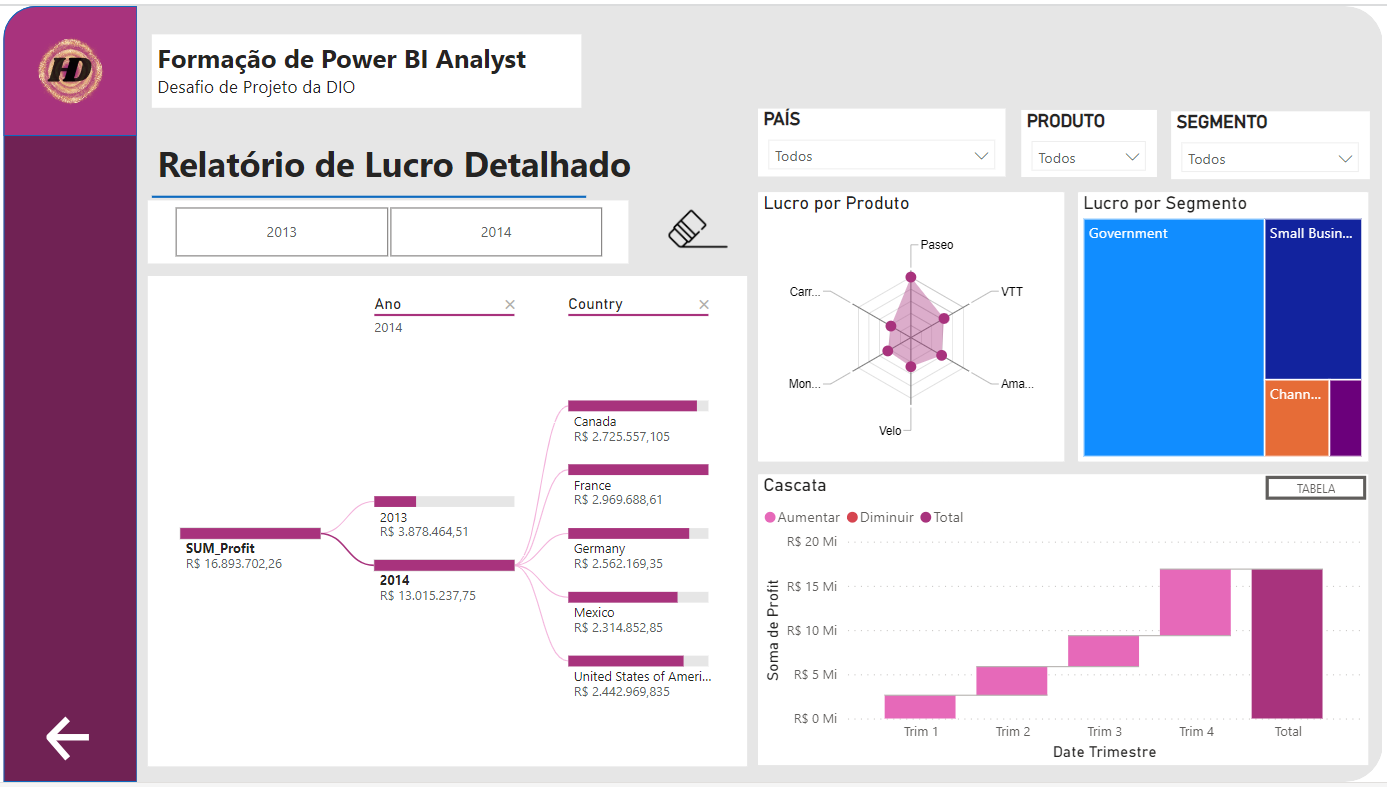 HD
Formação de Power BI Analyst
Desafio de Projeto da DIO
Relatório de Lucro Detalhado
2013
2014
PAÍS
Todos
PRODUTO
Todos
SEGMENTO
Todos
Ano
2014
Country
SUM_Profit
R$ 16.893.702,26
2013
R$ 3.878.464,51
2014
R$ 13.015.237,75
Canada
R$ 2.725.557,105
France
R$ 2.969.688,61
Germany
R$ 2.562.169,35
Mexico
R$ 2.314.852,85
United States of Ameri...
R$ 2.442.969,835
Lucro por Produto
Paseo
VTT
Ama...
Velo
Mon...
Carr...
Lucro por Segmento
Government
Small Busin...
Chann...
Cascata
TABELA
Aumentar Diminuir Total
Soma de Profit
R$ 20 Mi
R$ 15 Mi
R$ 10 Mi
R$ 5 Mi
R$ 0 Mi
Trim 1 Trim 2 Trim 3 Trim 4 Total
Date Trimestre